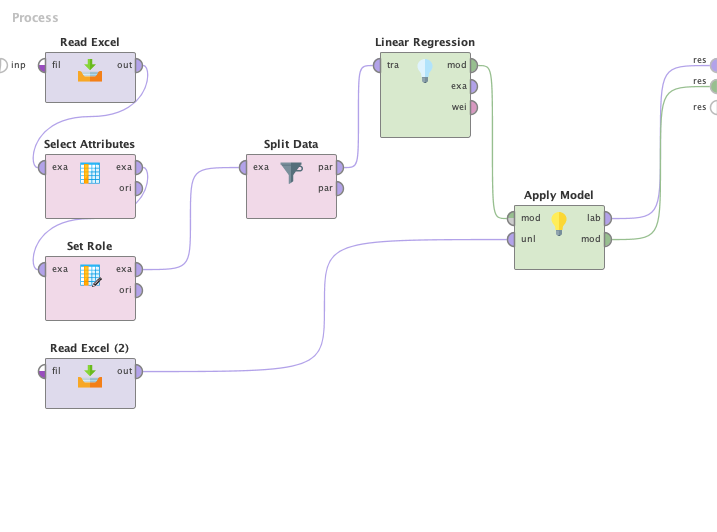 Process
inp
Read Excel
fil out
Select Attributes
exa exa
ori
Set Role
exa exa
ori
Read Excel (2)
fil out
Split Data
exa par
par
Linear Regression
tra mod
exa
wei
Apply Model
mod lab
unl mod
res
res
res